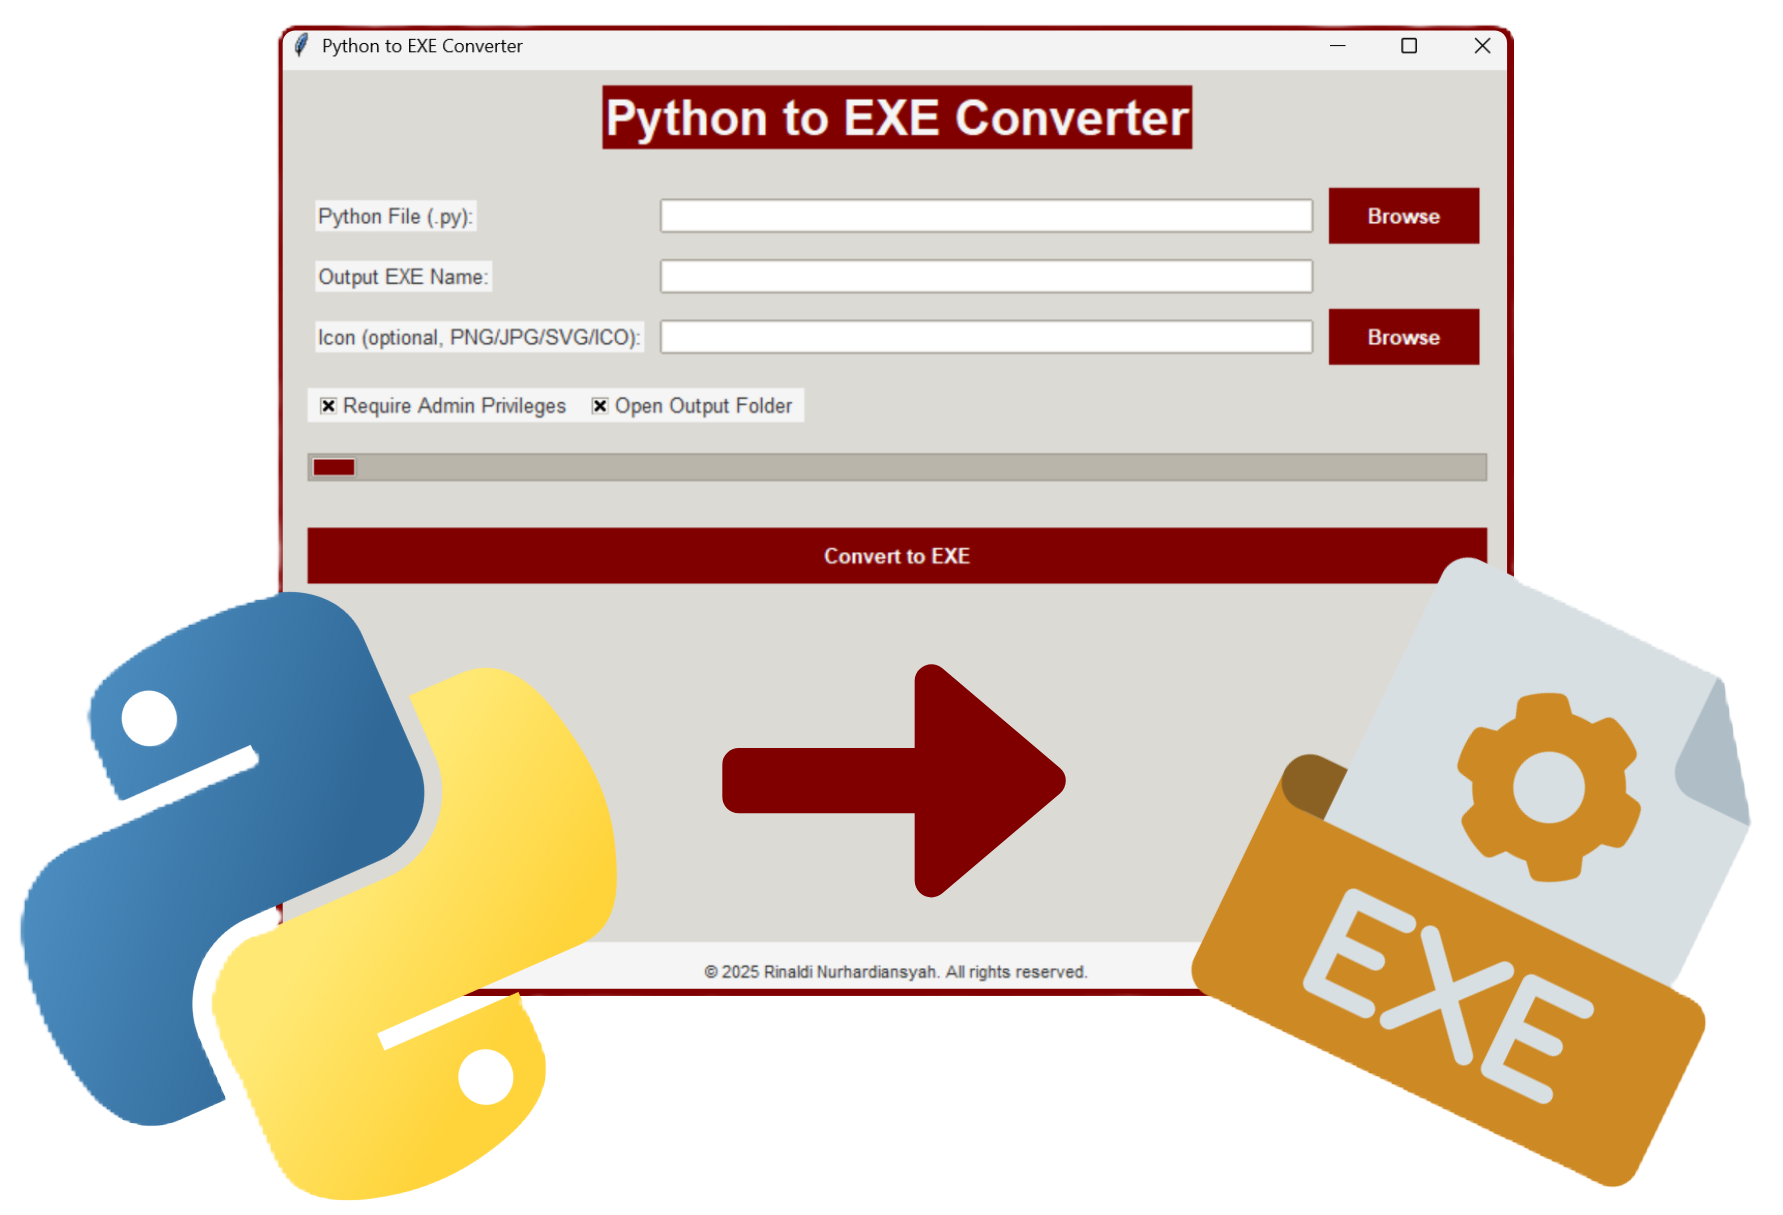 Python to EXE Converter
Python to EXE Converter
Python File (.py):
Browse
Output EXE Name:
Icon (optional, PNG/JPG/SVG/ICO):
Browse
Require Admin Privileges
Open Output Folder
Convert to EXE
© 2025 Rinaldi Nurhardiansyah. All rights reserved.
EXE